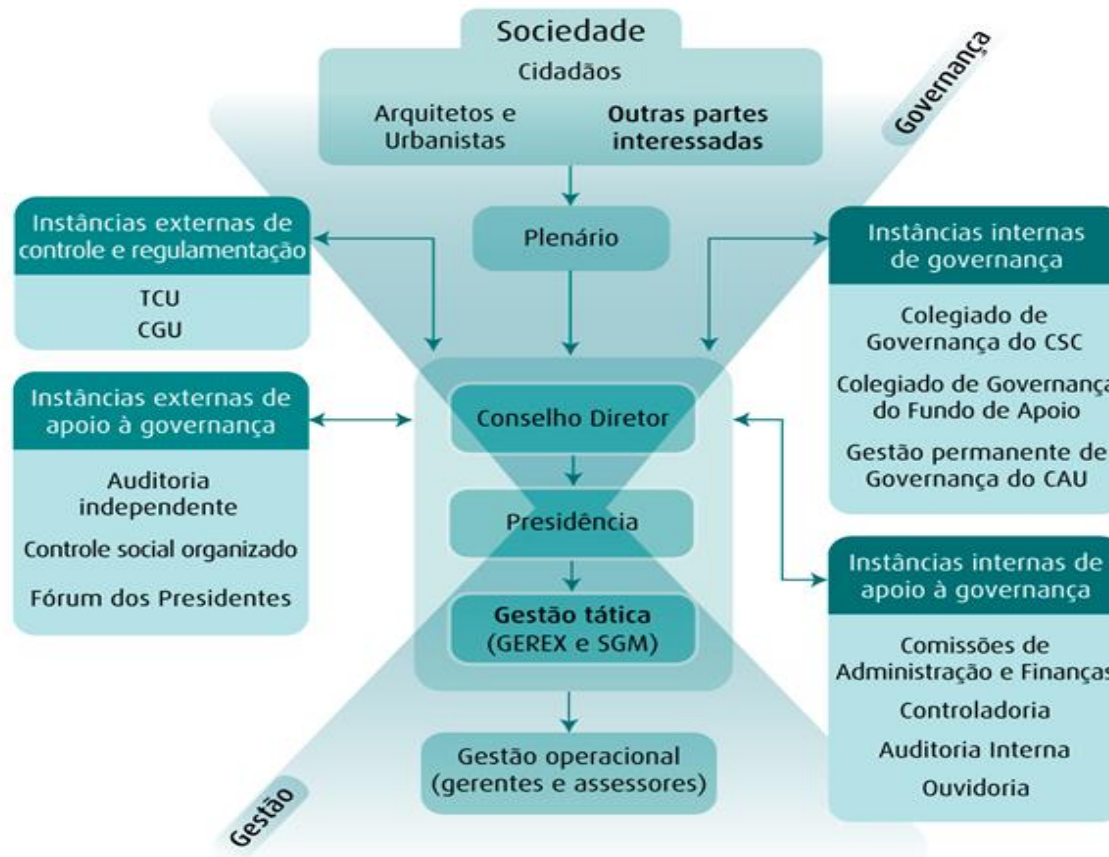 Sociedade
Cidadãos
Arquitetos e
Urbanistas
Outras partes
interessadas
Governança
Plenário
Instâncias externas de
controle e regulamentação
TCU
CGU
Instâncias externas de
apoio à governança
Auditoria
independente
Controle social organizado
Fórum dos Presidentes
Conselho Diretor
Presidência
Gestão tática
(GEREX e SGM)
Gestão operacional
(gerentes e assessores)
Gestão
Instâncias internas
de governança
Colegiado de
Governança do CSC
Colegiado de Governança
do Fundo de Apoio
Gestão permanente de
Governança do CAU
Instâncias internas de
apoio à governança
Comissões de
Administração e Finanças
Controladoria
Auditoria Interna
Ouvidoria